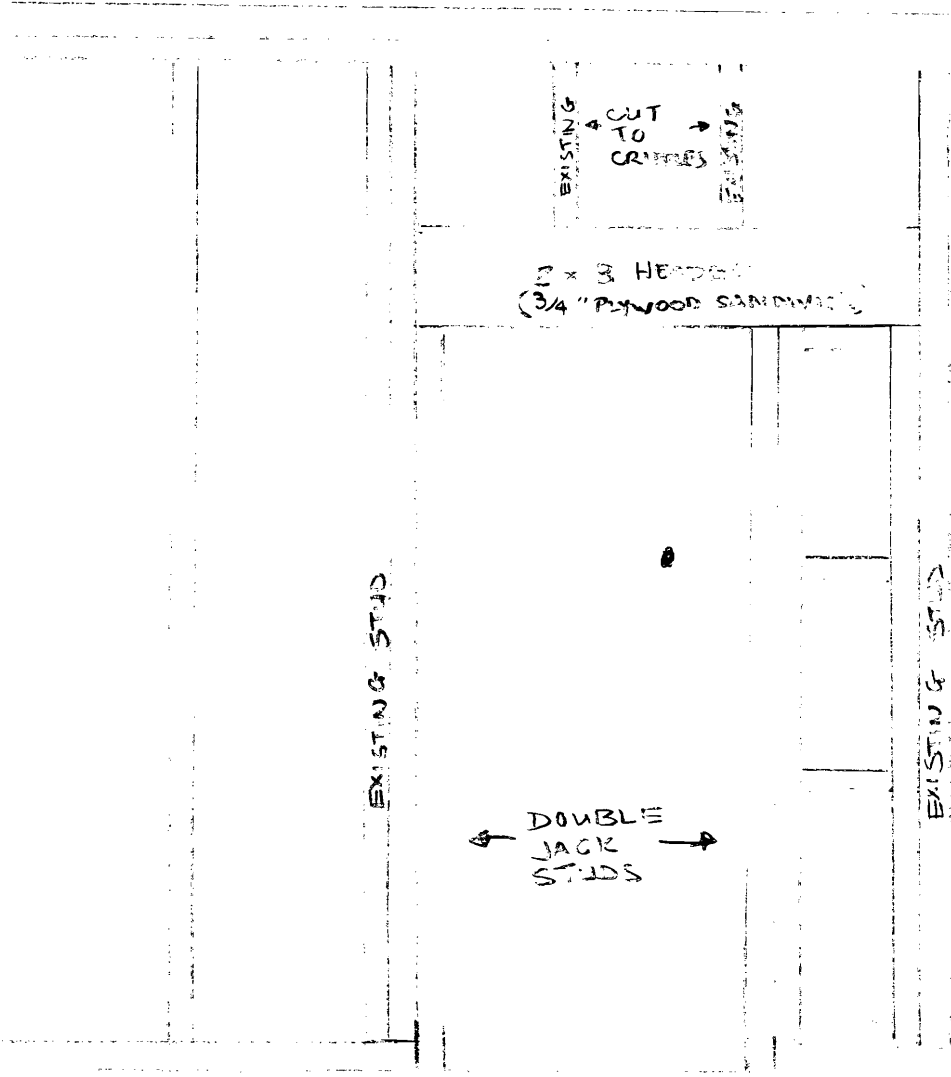 EXISTING
CUT
TO
CRIPPLES
EXISTING
2 × 8 HEADER
(3/4" PLYWOOD SANDWICH)
EXISTING STUD
EXISTING STUD
DOUBLE
JACK
STUDS